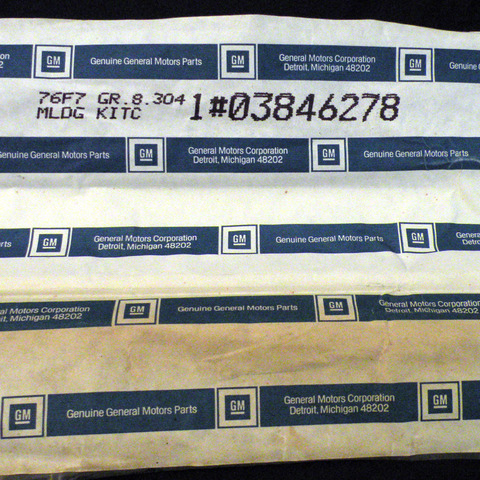 GM Genuine General Motors Parts GM General Motors Corporation GM Genuine
Detroit, Michigan 48202
76F7 GR.8.304 1#03846278
MLDG KITC
Genuine General Motors Parts GM General Motors Corporation GM Genuine General Motors Parts
Detroit, Michigan 48202
GM General Motors Corporation GM Genuine General Motors Parts GM
Detroit, Michigan 48202
General Motors Corporation GM Genuine General Motors Parts GM General Motors Corporation
Michigan 48202 Detroit, Michigan 48202
GM Genuine General Motors Parts GM General Motors Corporation GM
Detroit, Michigan 48202